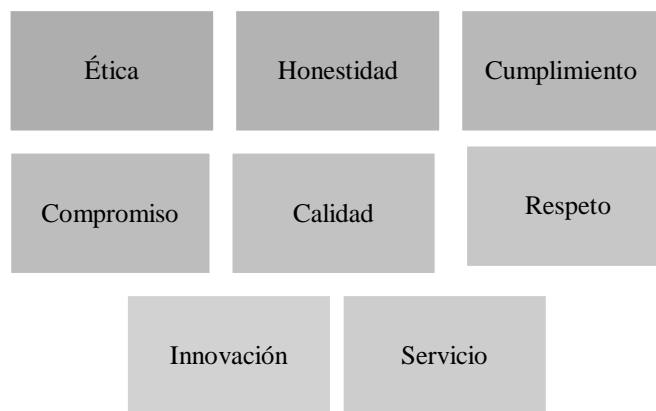 Ética
Honestidad
Cumplimiento
Compromiso
Calidad
Respeto
Innovación
Servicio